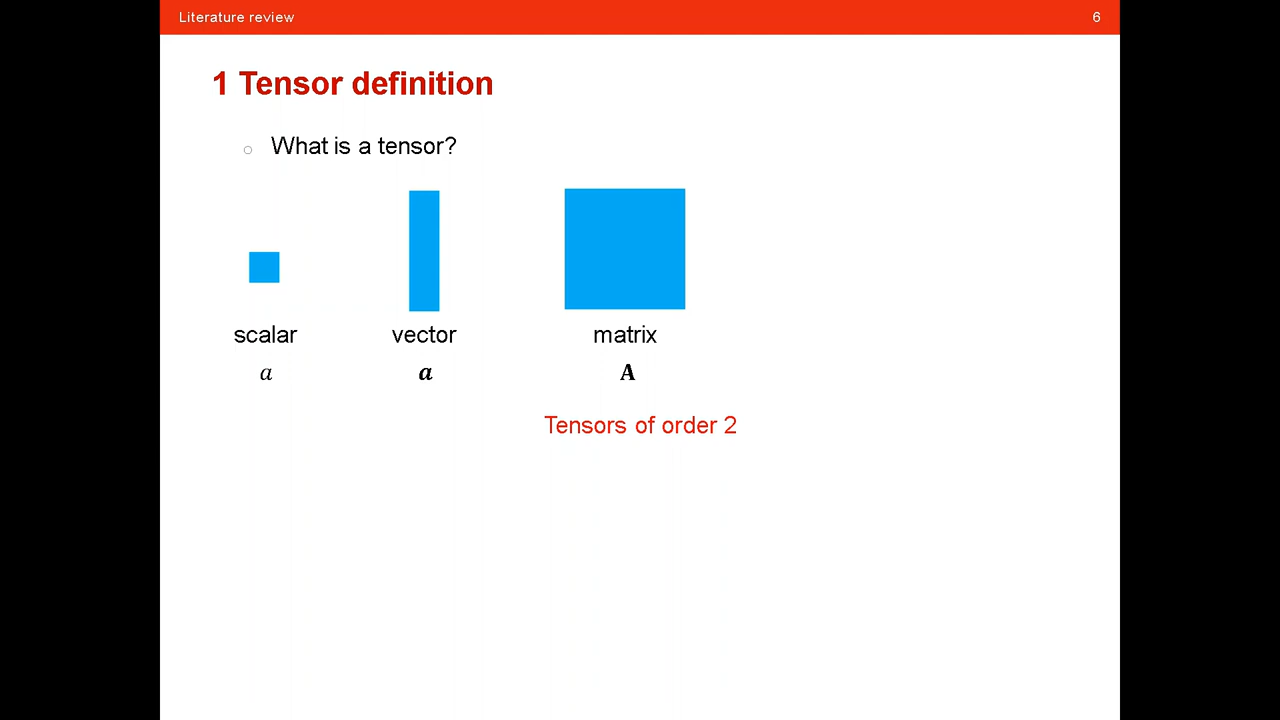 Literature review 6
1 Tensor definition
What is a tensor?
scalar vector matrix
a a A
Tensors of order 2